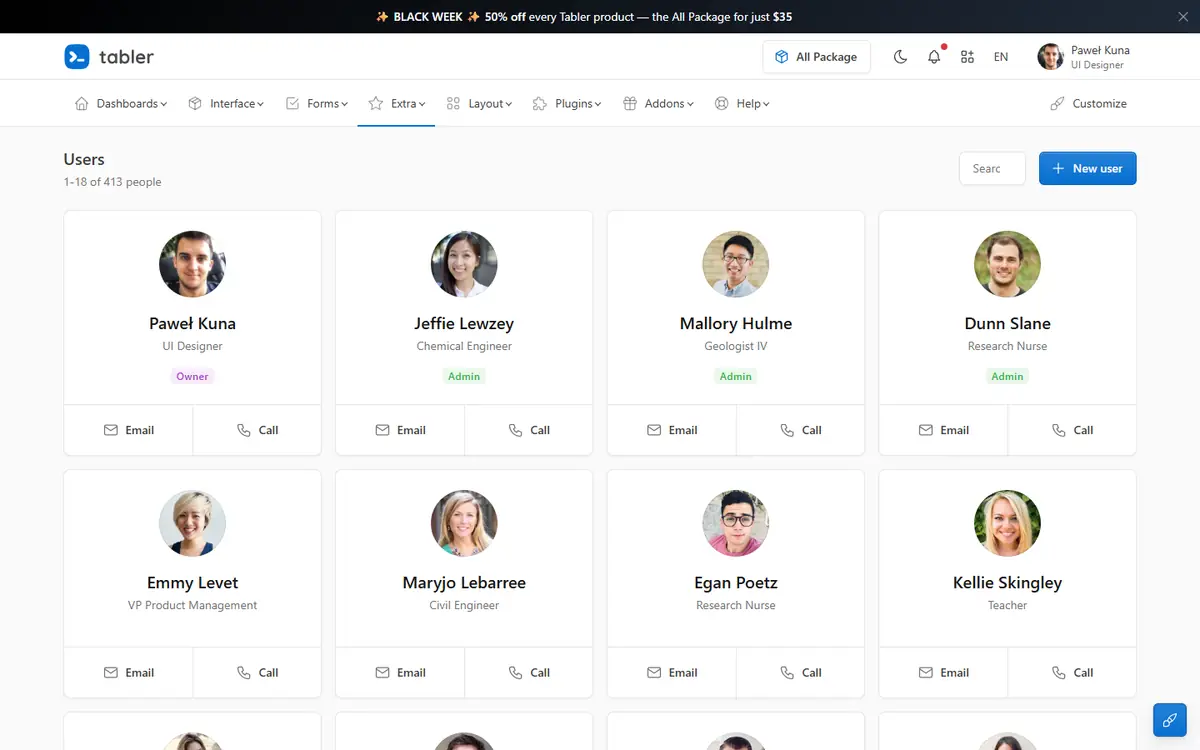 ✨ BLACK WEEK ✨ 50% off every Tabler product — the All Package for just $35
tabler
All Package
EN
Paweł Kuna
UI Designer
Dashboards
Interface
Forms
Extra
Layout
Plugins
Addons
Help
Customize
Users
1-18 of 413 people
Searc
New user
Paweł Kuna
UI Designer
Owner
Email
Call
Jeffie Lewzey
Chemical Engineer
Admin
Email
Call
Mallory Hulme
Geologist IV
Admin
Email
Call
Dunn Slane
Research Nurse
Admin
Email
Call
Emmy Levet
VP Product Management
Email
Call
Maryjo Lebarree
Civil Engineer
Email
Call
Egan Poetz
Research Nurse
Email
Call
Kellie Skingley
Teacher
Email
Call